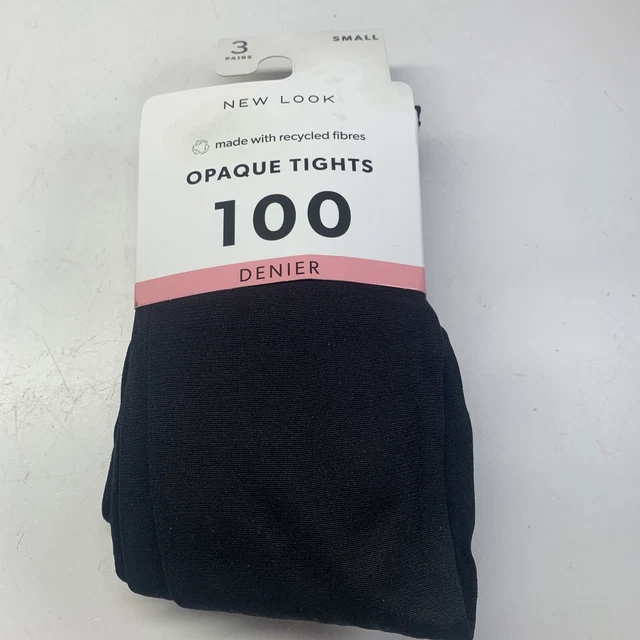 3
PAIRS
SMALL
NEW LOOK
made with recycled fibres
OPAQUE TIGHTS
100
DENIER